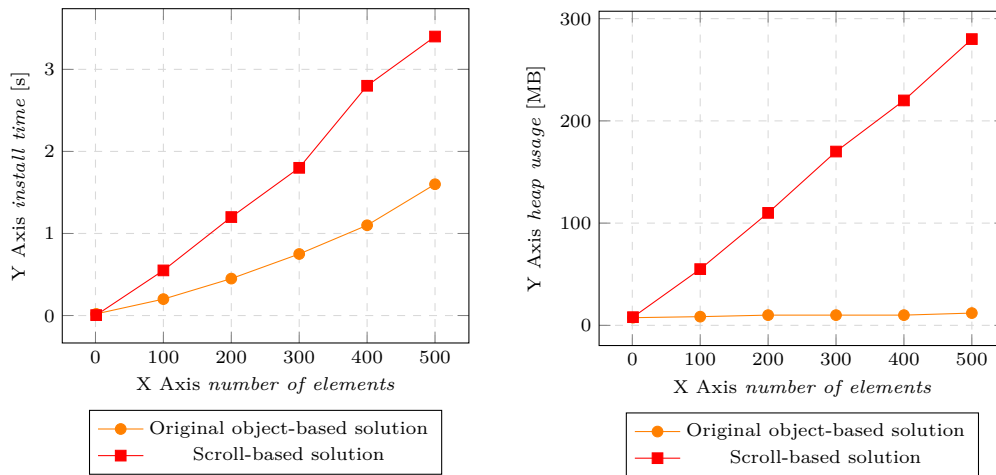 3
2
1
0
Y Axis install time [s]
0 100 200 300 400 500
X Axis number of elements
Original object-based solution
Scroll-based solution
300
200
100
0
Y Axis heap usage [MB]
0 100 200 300 400 500
X Axis number of elements
Original object-based solution
Scroll-based solution